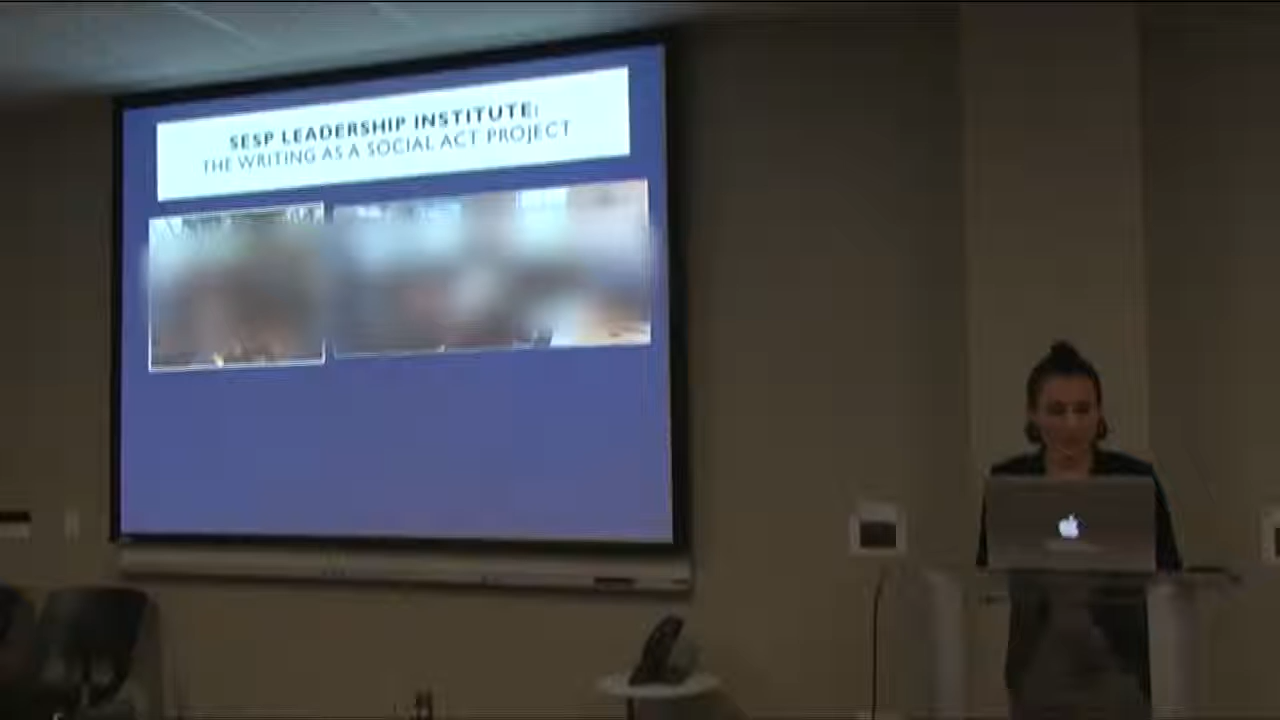 SESP LEADERSHIP INSTITUTE:
THE WRITING AS A SOCIAL ACT PROJECT